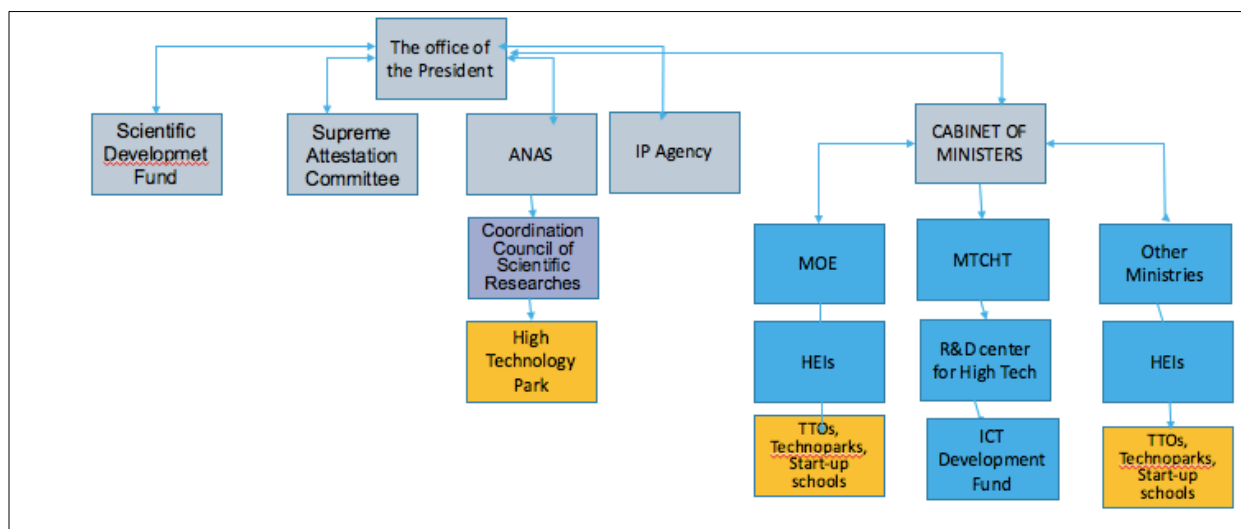 The office of
the President
Scientific
Developmet
Fund
Supreme
Attestation
Committee
ANAS
IP Agency
CABINET OF
MINISTERS
Coordination
Council of
Scientific
Researches
High
Technology
Park
MOE
MTCHT
Other
Ministries
HEIs
R&D center
for High Tech
HEIs
TTOs,
Technoparks,
Start-up
schools
ICT
Development
Fund
TTOs,
Technoparks,
Start-up
schools